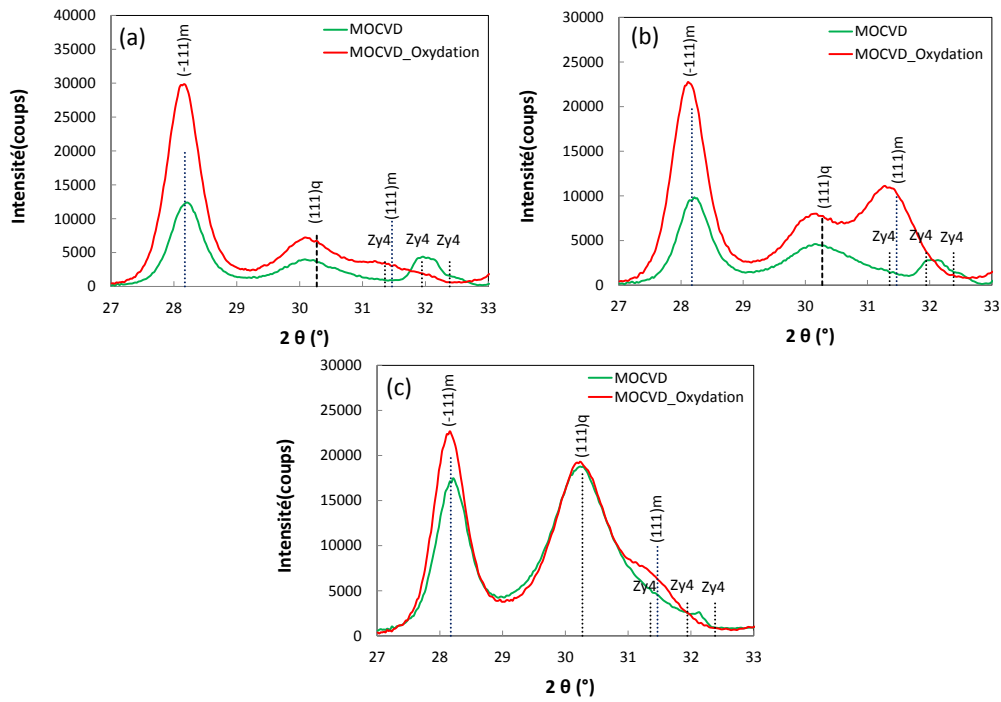 (a)
MOCVD
MOCVD_Oxydation
40000
35000
30000
25000
20000
15000
10000
5000
0
Intensité(coups)
(-111)m
(111)q
(111)m
Zy4
Zy4
Zy4
27
28
29
30
31
32
33
2 θ (°)
(b)
MOCVD
MOCVD_Oxydation
30000
25000
20000
15000
10000
5000
0
Intensité(coups)
(-111)m
(111)q
(111)m
Zy4
Zy4
Zy4
27
28
29
30
31
32
33
2 θ (°)
(c)
MOCVD
MOCVD_Oxydation
30000
25000
20000
15000
10000
5000
0
Intensité(coups)
(-111)m
(111)q
(111)m
Zy4
Zy4
Zy4
27
28
29
30
31
32
33
2 θ (°)